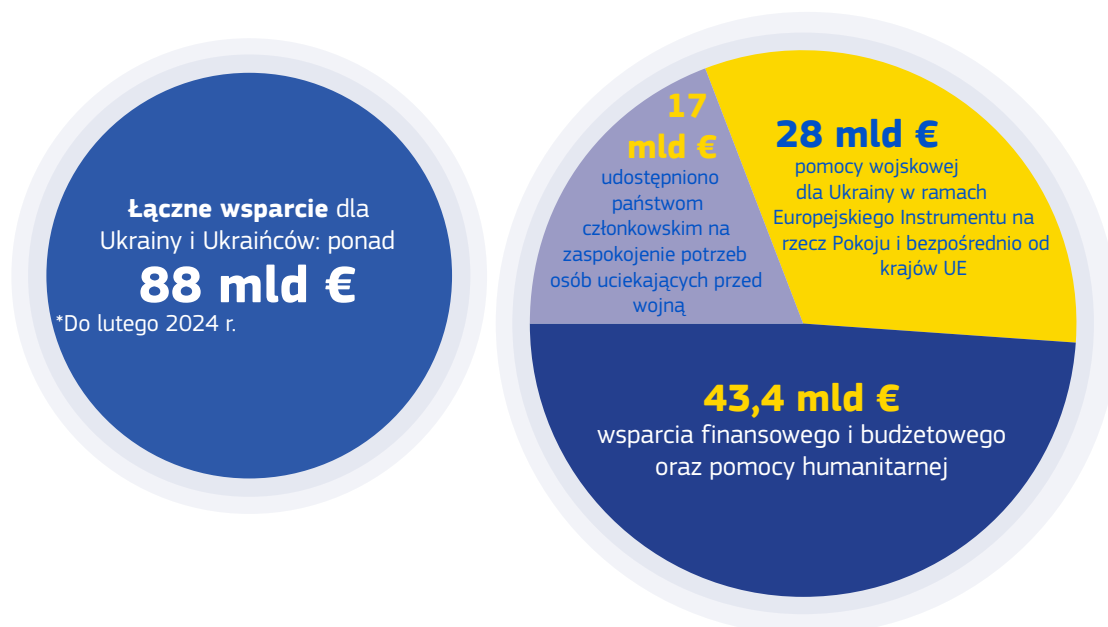 Łączne wsparcie dla
Ukrainy i Ukraińców: ponad
88 mld €
*Do lutego 2024 r.
17
mld €
udostępniono
państwom
członkowskim na
zaspokojenie potrzeb
osób uciekających przed
wojną
28 mld €
pomocy wojskowej
dla Ukrainy w ramach
Europejskiego Instrumentu na
rzecz Pokoju i bezpośrednio od
krajów UE
43,4 mld €
wsparcia finansowego i budżetowego
oraz pomocy humanitarnej